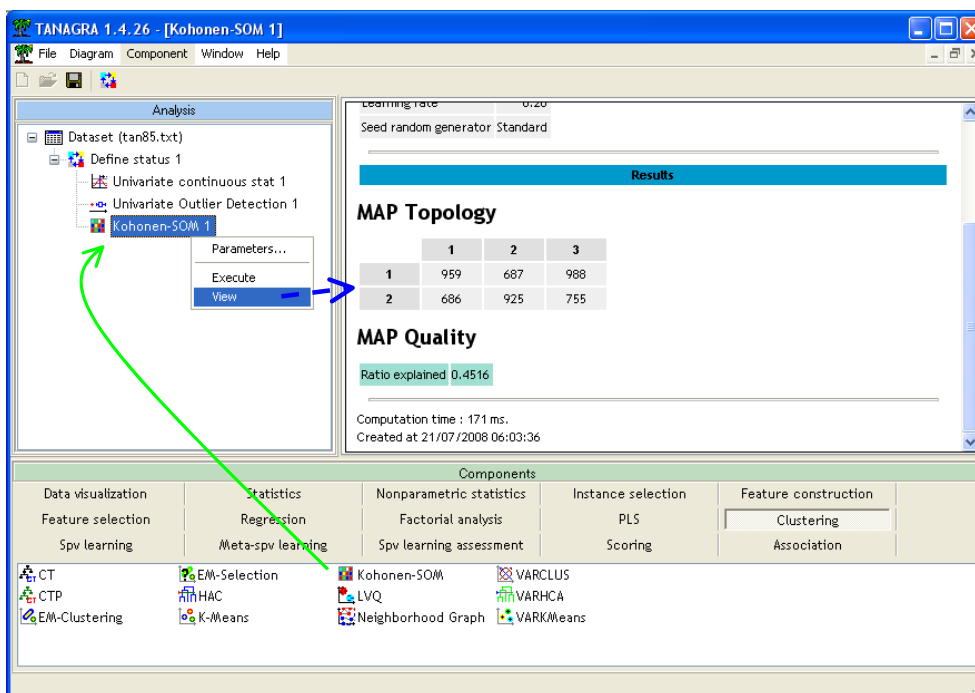 TANAGRA 1.4.26 - [Kohonen-SOM 1]
File Diagram Component Window Help
Analysis
Dataset (tan85.txt)
Define status 1
Univariate continuous stat 1
Univariate Outlier Detection 1
Kohonen-SOM 1
Parameters...
Execute
View
Learning rate 0.20
Seed random generator Standard
Results
MAP Topology
1 2 3
1 959 687 988
2 686 925 755
MAP Quality
Ratio explained 0.4516
Computation time : 171 ms.
Created at 21/07/2008 06:03:36
Components
Data visualization Statistics Nonparametric statistics Instance selection Feature construction
Feature selection Regression Factorial analysis PLS Clustering
Spv learning Meta-spv learning Spv learning assessment Scoring Association
CT EM-Selection Kohonen-SOM VARCLUS
CTP HAC LVQ VARHCA
EM-Clustering K-Means Neighborhood Graph VARKMeans